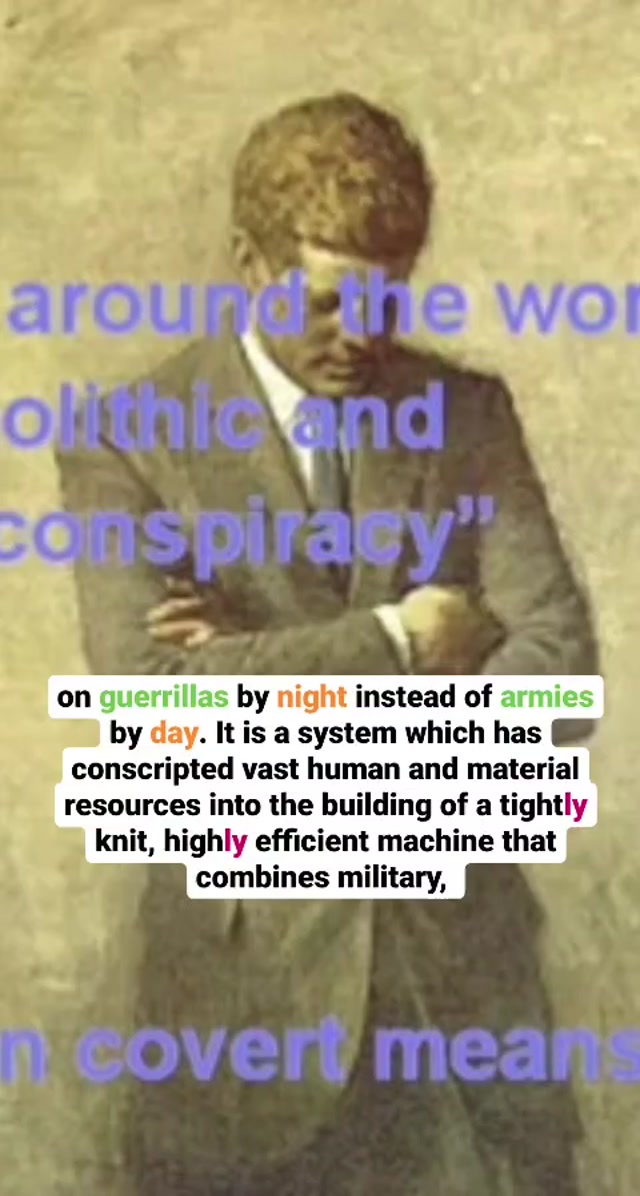 around the wor
olithic and
conspiracy”
on guerrillas by night instead of armies
by day. It is a system which has
conscripted vast human and material
resources into the building of a tightly
knit, highly efficient machine that
combines military,
n covert means